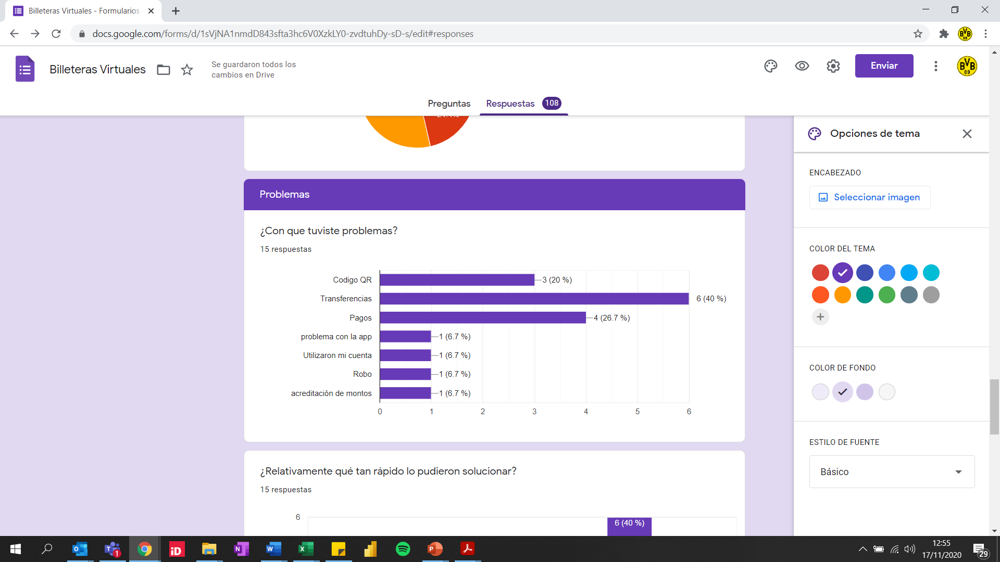 Billeteras Virtuales - Formularios
docs.google.com/forms/d/1sVjNA1nmdD843sfta3hc6V0XzkLY0-zvdtuhDy-sD-s/edit#responses
Billeteras Virtuales
Se guardaron todos los
cambios en Drive
Enviar
Preguntas
Respuestas 108
Opciones de tema
ENCABEZADO
Seleccionar imagen
COLOR DEL TEMA
COLOR DE FONDO
ESTILO DE FUENTE
Básico
Problemas
¿Con que tuviste problemas?
15 respuestas
Codigo QR 3 (20 %)
Transferencias 6 (40 %)
Pagos 4 (26.7 %)
problema con la app 1 (6.7 %)
Utilizaron mi cuenta 1 (6.7 %)
Robo 1 (6.7 %)
acreditación de montos 1 (6.7 %)
0 1 2 3 4 5 6
¿Relativamente qué tan rápido lo pudieron solucionar?
15 respuestas
6
6 (40 %)
12:55
17/11/2020
29